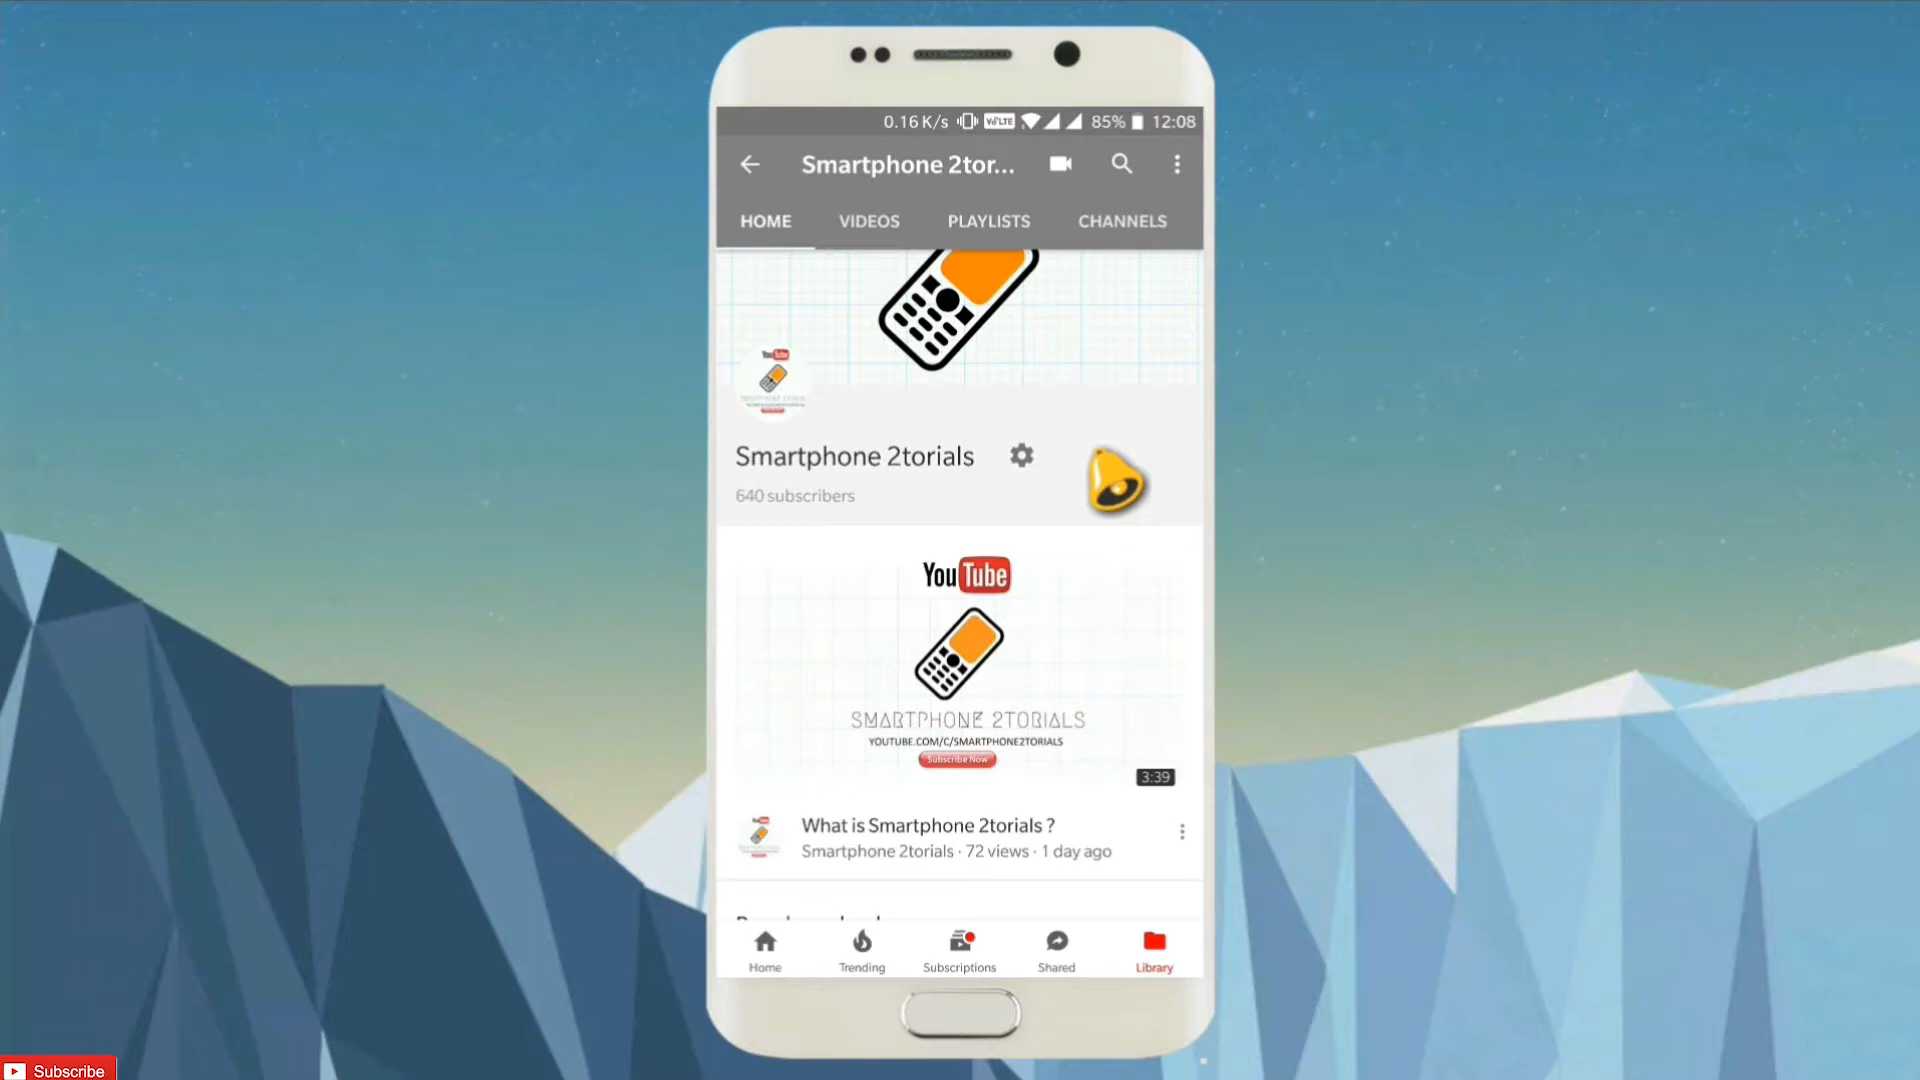 0.16 K/s VoLTE 85% 12:08
Smartphone 2tor...
HOME VIDEOS PLAYLISTS CHANNELS
YouTube
Smartphone 2torials
640 subscribers
YouTube
SMARTPHONE 2TORIALS
YOUTUBE.COM/C/SMARTPHONE2TORIALS
Subscribe Now
3:39
What is Smartphone 2torials ?
Smartphone 2torials · 72 views · 1 day ago
Home Trending Subscriptions Shared Library
Subscribe